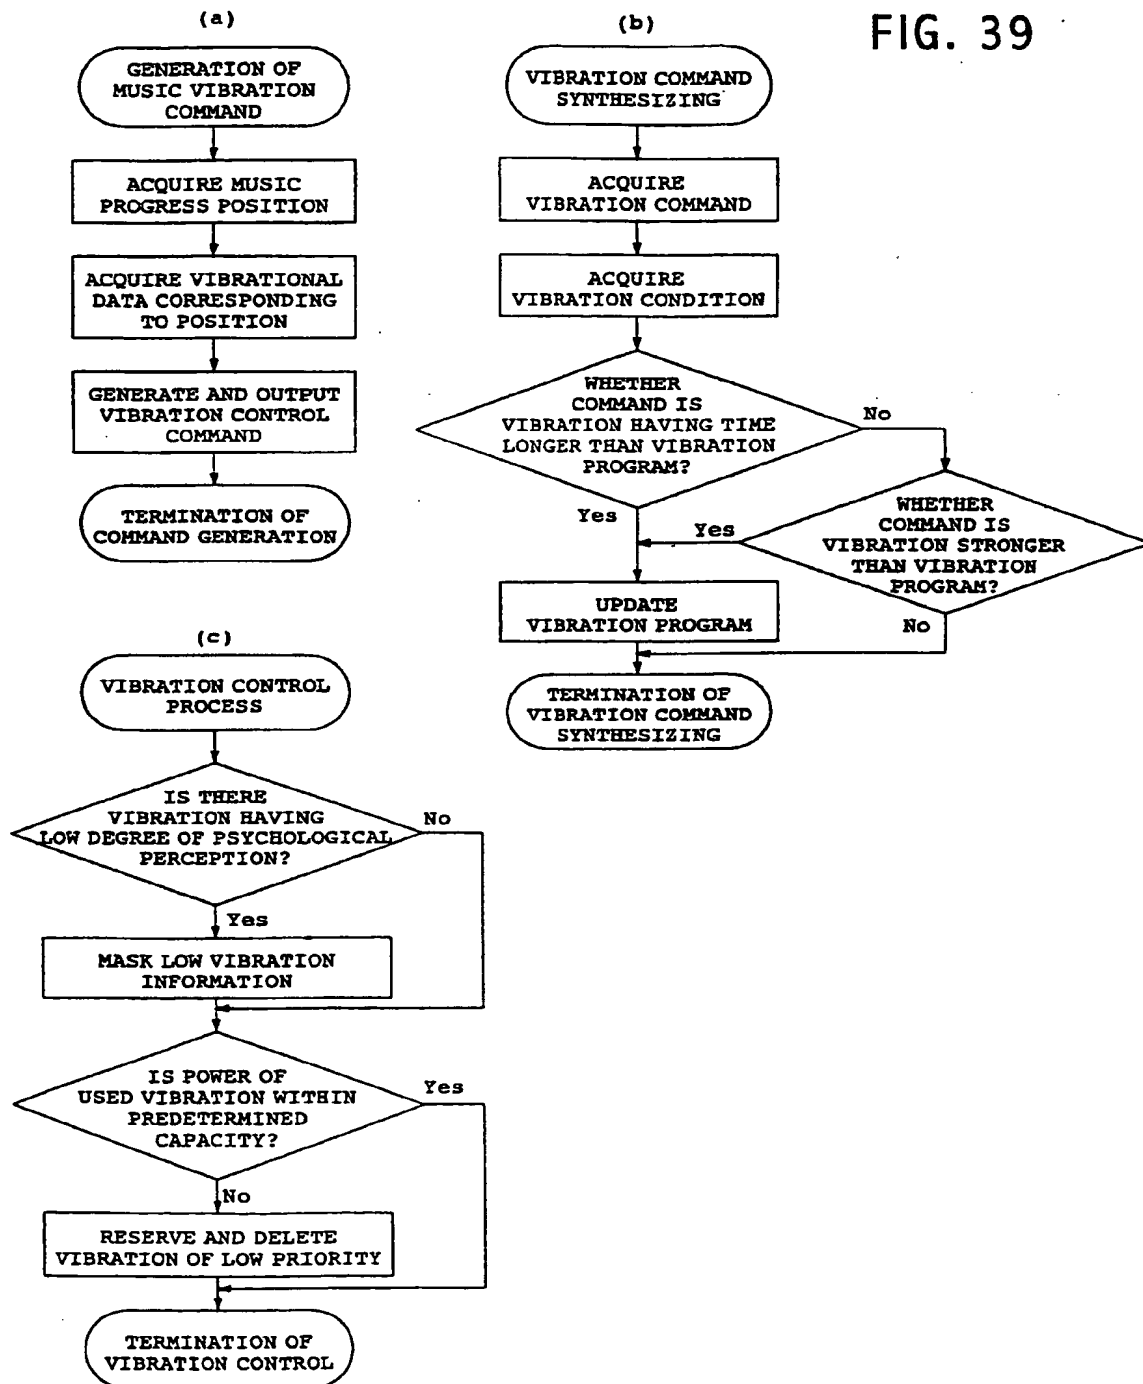 FIG. 39
(a)
GENERATION OF
MUSIC VIBRATION
COMMAND
ACQUIRE MUSIC
PROGRESS POSITION
ACQUIRE VIBRATIONAL
DATA CORRESPONDING
TO POSITION
GENERATE AND OUTPUT
VIBRATION CONTROL
COMMAND
TERMINATION OF
COMMAND GENERATION
(b)
VIBRATION COMMAND
SYNTHESIZING
ACQUIRE
VIBRATION COMMAND
ACQUIRE
VIBRATION CONDITION
WHETHER
COMMAND IS
VIBRATION HAVING TIME
LONGER THAN VIBRATION
PROGRAM?
No
Yes
WHETHER
COMMAND IS
VIBRATION STRONGER
THAN VIBRATION
PROGRAM?
Yes
No
UPDATE
VIBRATION PROGRAM
TERMINATION OF
VIBRATION COMMAND
SYNTHESIZING
(c)
VIBRATION CONTROL
PROCESS
IS THERE
VIBRATION HAVING
LOW DEGREE OF PSYCHOLOGICAL
PERCEPTION?
No
Yes
MASK LOW VIBRATION
INFORMATION
IS POWER OF
USED VIBRATION WITHIN
PREDETERMINED
CAPACITY?
Yes
No
RESERVE AND DELETE
VIBRATION OF LOW PRIORITY
TERMINATION OF
VIBRATION CONTROL